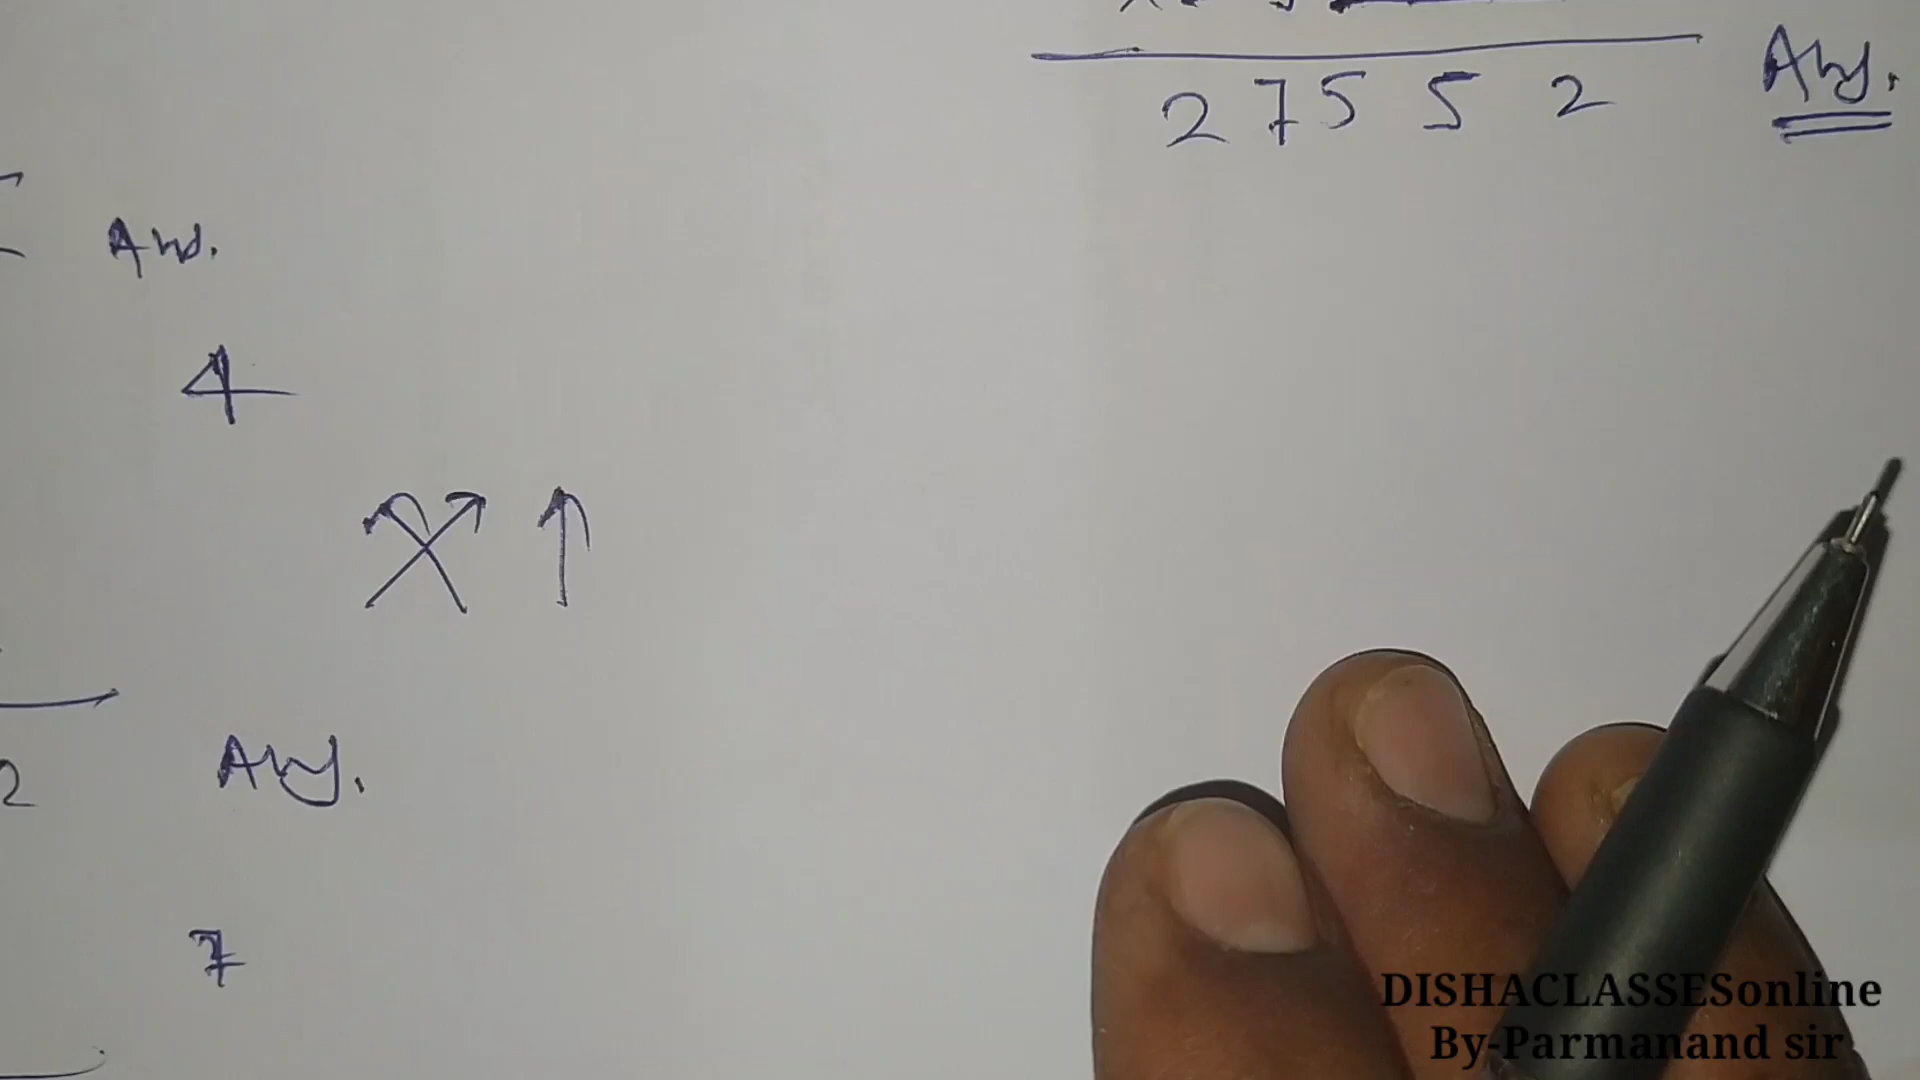 2 7 5 5 2 Ans.
Ans.
4
2 Ans.
7
DISHACLASSESonline
By-Parmanand sir